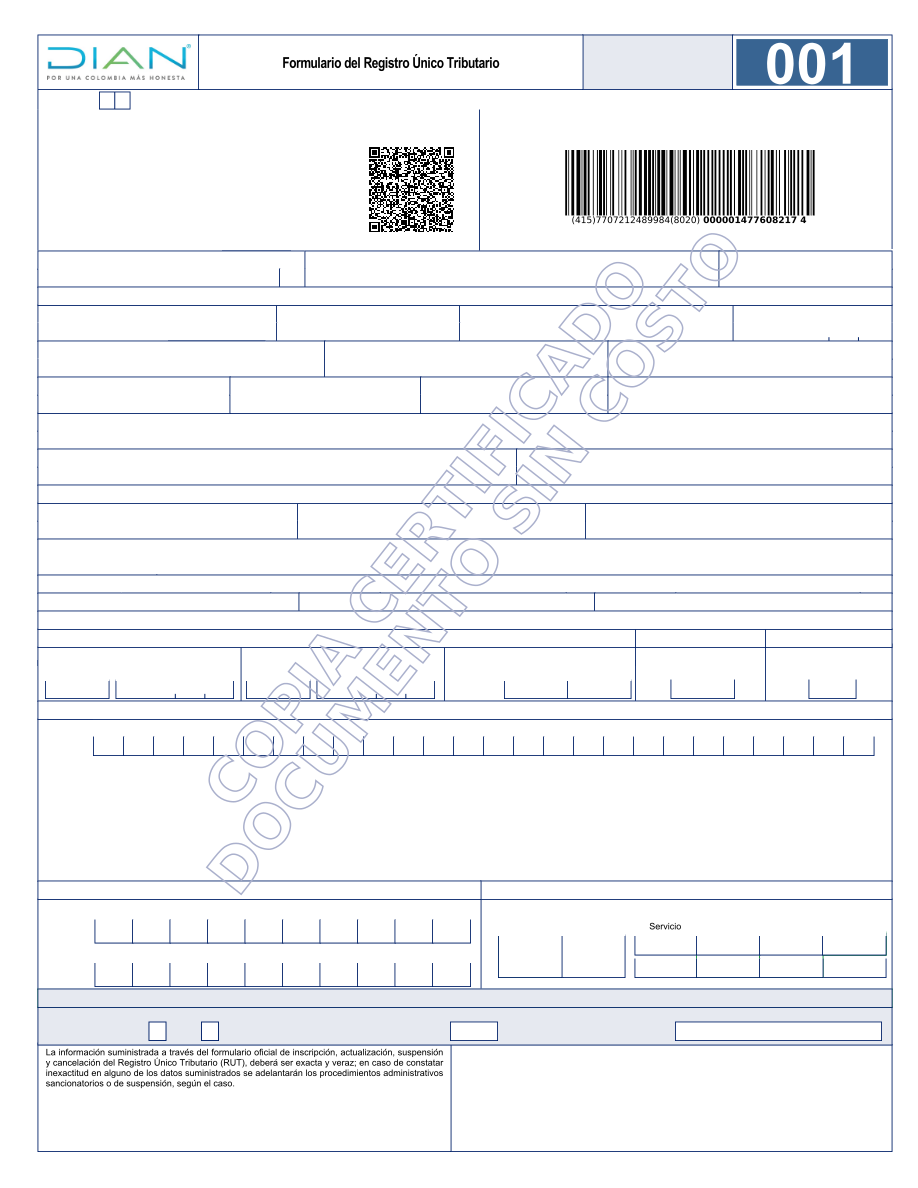 DIAN®
POR UNA COLOMBIA MÁS HONESTA
Formulario del Registro Único Tributario
001
(415)7707212489984(8020) 000001477608217 4
COPIA CERTIFICADO
DOCUMENTO SIN COSTO
Servicio
La información suministrada a través del formulario oficial de inscripción, actualización, suspensión
y cancelación del Registro Único Tributario (RUT), deberá ser exacta y veraz; en caso de constatar
inexactitud en alguno de los datos suministrados se adelantarán los procedimientos administrativos
sancionatorios o de suspensión, según el caso.